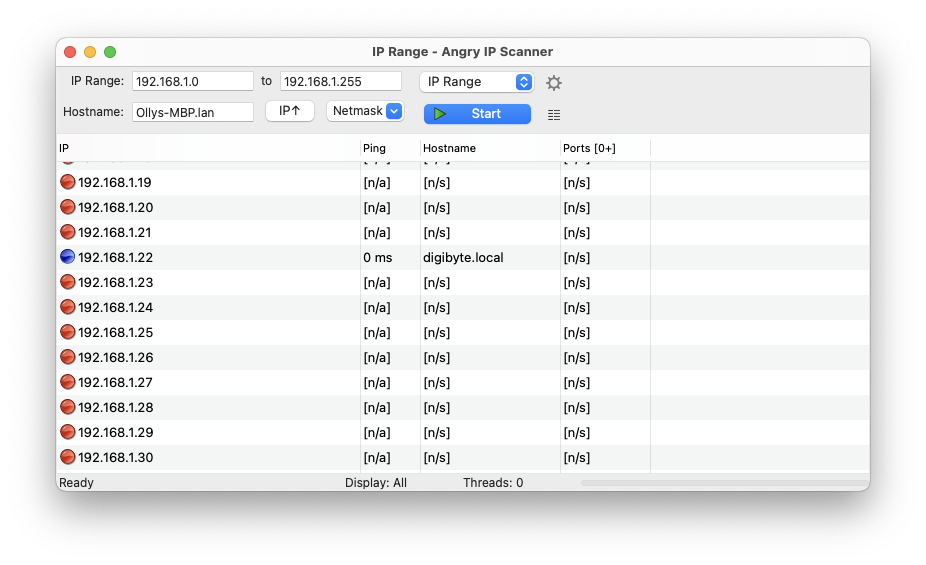 IP Range - Angry IP Scanner
IP Range: 192.168.1.0 to 192.168.1.255 IP Range
Hostname: Ollys-MBP.lan IP↑ Netmask Start
IP Ping Hostname Ports [0+]
192.168.1.19 [n/a] [n/s] [n/s]
192.168.1.20 [n/a] [n/s] [n/s]
192.168.1.21 [n/a] [n/s] [n/s]
192.168.1.22 0 ms digibyte.local [n/s]
192.168.1.23 [n/a] [n/s] [n/s]
192.168.1.24 [n/a] [n/s] [n/s]
192.168.1.25 [n/a] [n/s] [n/s]
192.168.1.26 [n/a] [n/s] [n/s]
192.168.1.27 [n/a] [n/s] [n/s]
192.168.1.28 [n/a] [n/s] [n/s]
192.168.1.29 [n/a] [n/s] [n/s]
192.168.1.30 [n/a] [n/s] [n/s]
Ready Display: All Threads: 0